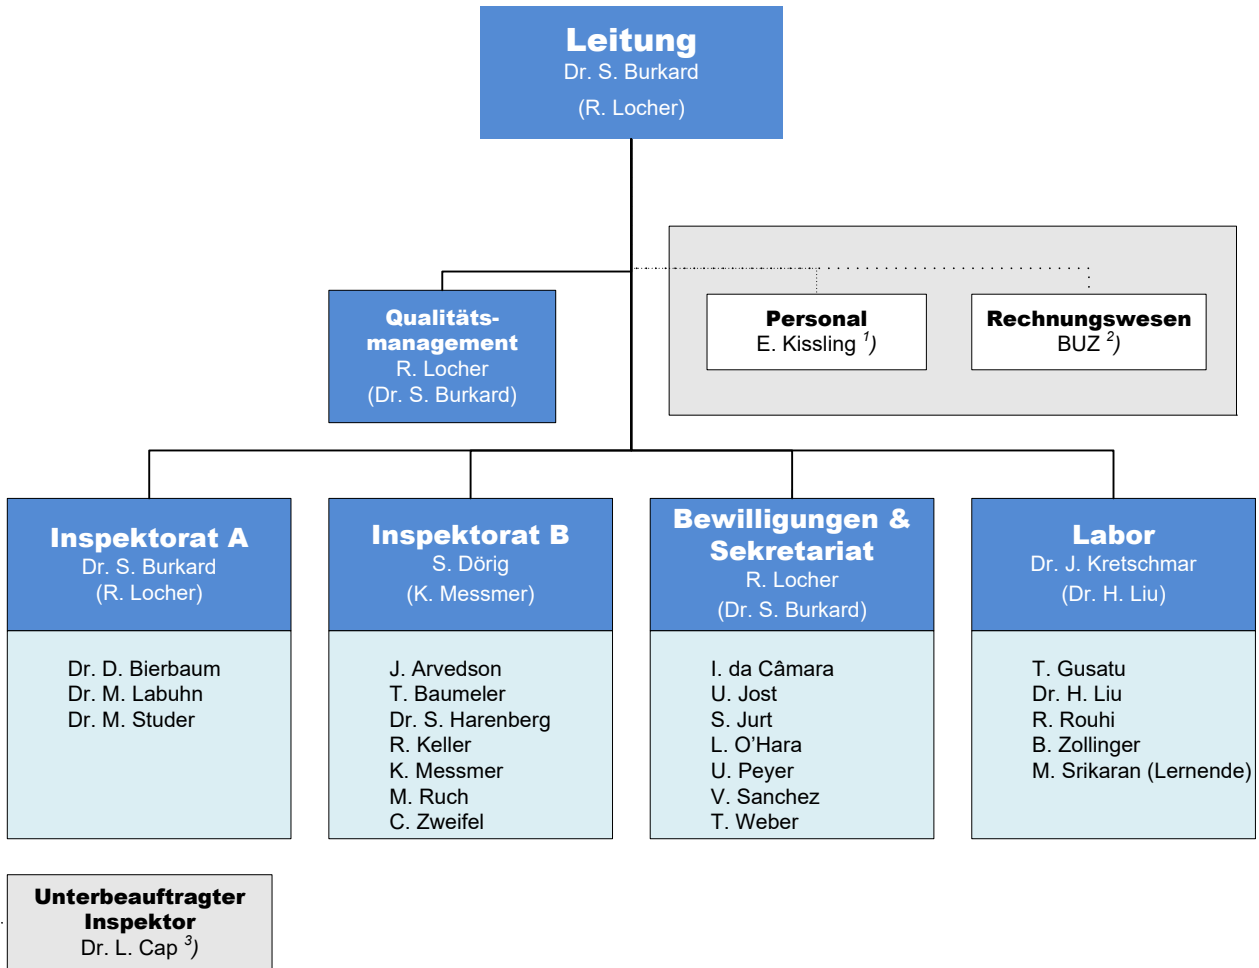 Leitung
Dr. S. Burkard
(R. Locher)
Qualitäts-
management
R. Locher
(Dr. S. Burkard)
Personal
E. Kissling ¹)
Rechnungswesen
BUZ ²)
Inspektorat A
Dr. S. Burkard
(R. Locher)
Dr. D. Bierbaum
Dr. M. Labuhn
Dr. M. Studer
Inspektorat B
S. Dörig
(K. Messmer)
J. Arvedson
T. Baumeler
Dr. S. Harenberg
R. Keller
K. Messmer
M. Ruch
C. Zweifel
Bewilligungen &
Sekretariat
R. Locher
(Dr. S. Burkard)
I. da Câmara
U. Jost
S. Jurt
L. O'Hara
U. Peyer
V. Sanchez
T. Weber
Labor
Dr. J. Kretschmar
(Dr. H. Liu)
T. Gusatu
Dr. H. Liu
R. Rouhi
B. Zollinger
M. Srikaran (Lernende)
Unterbeauftragter
Inspektor
Dr. L. Cap ³)